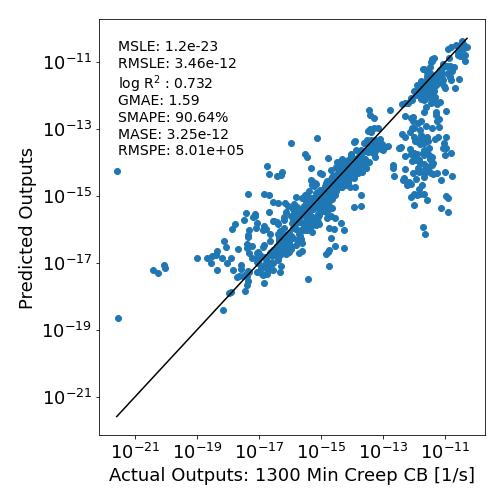 MSLE: 1.2e-23
RMSLE: 3.46e-12
log R² : 0.732
GMAE: 1.59
SMAPE: 90.64%
MASE: 3.25e-12
RMSPE: 8.01e+05
10⁻¹¹
10⁻¹³
10⁻¹⁵
10⁻¹⁷
10⁻¹⁹
10⁻²¹
Predicted Outputs
10⁻²¹ 10⁻¹⁹ 10⁻¹⁷ 10⁻¹⁵ 10⁻¹³ 10⁻¹¹
Actual Outputs: 1300 Min Creep CB [1/s]